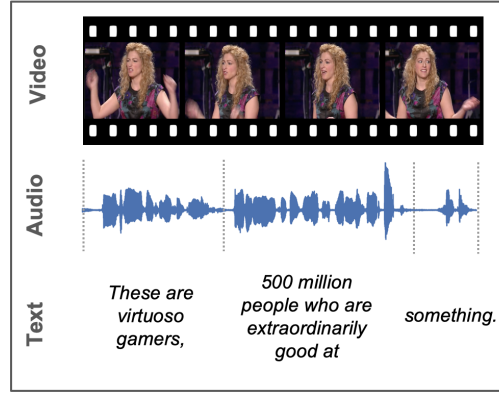 Video
Audio
Text
These are
virtuoso
gamers,
500 million
people who are
extraordinarily
good at
something.